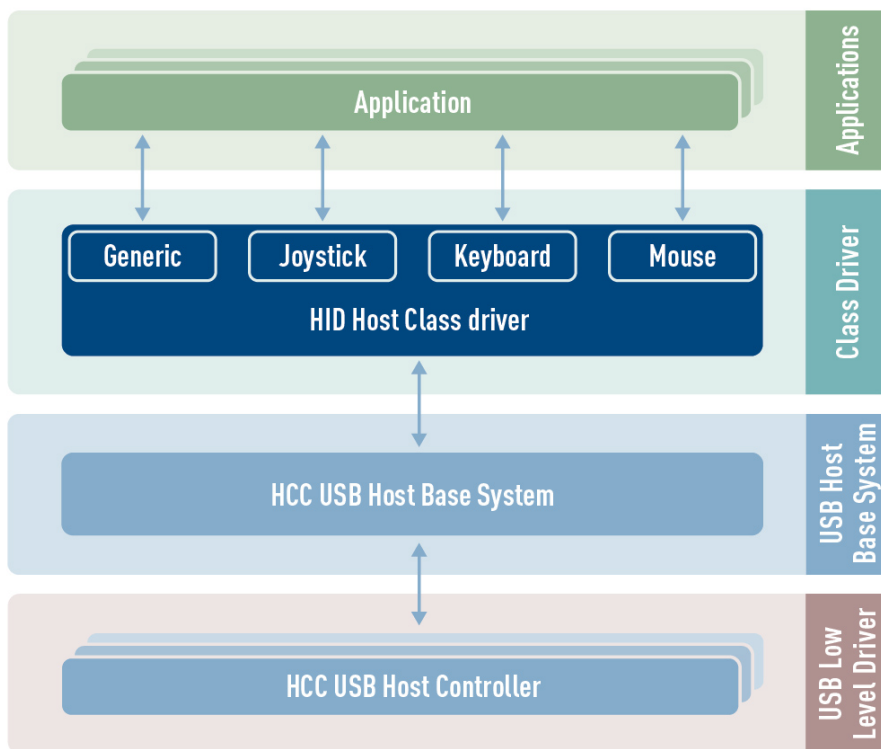 Application
Applications
Generic
Joystick
Keyboard
Mouse
HID Host Class driver
Class Driver
HCC USB Host Base System
USB Host
Base System
HCC USB Host Controller
USB Low
Level Driver